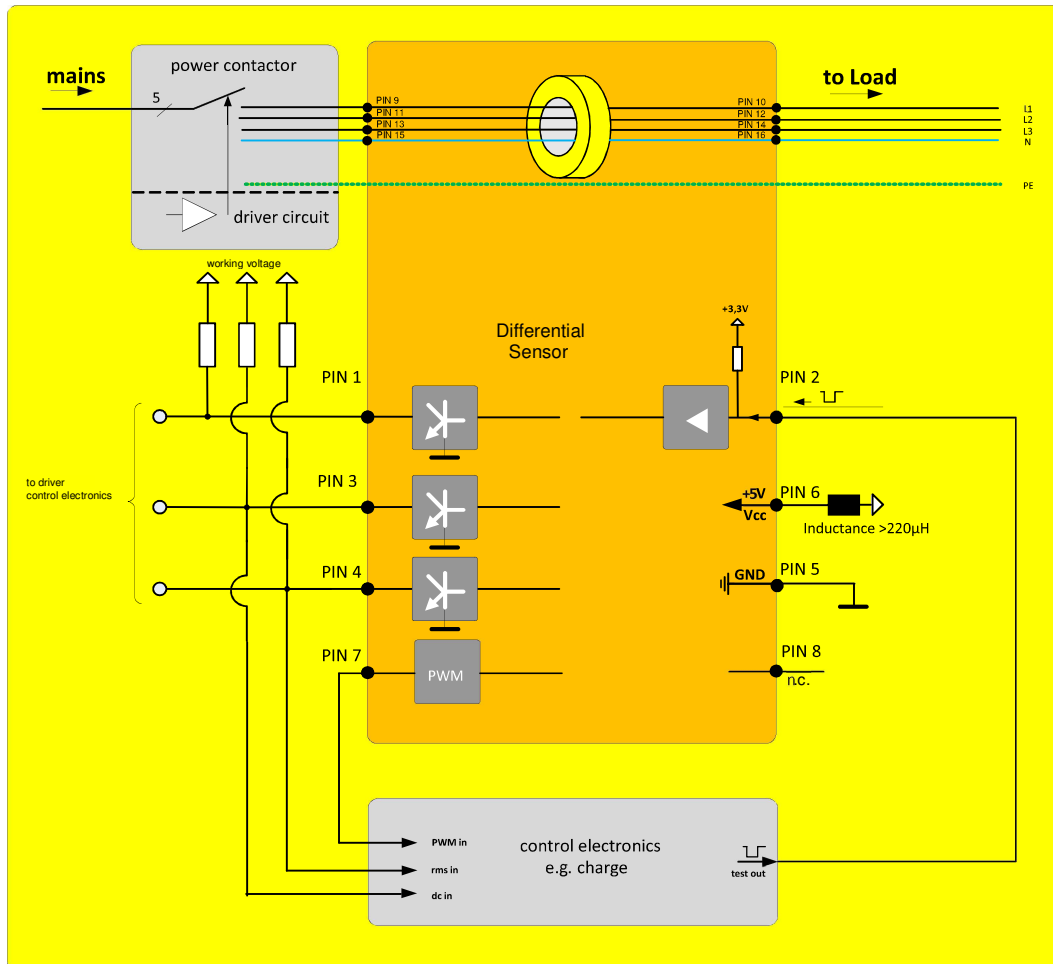 power contactor
mains
5
to Load
PIN 9
PIN 10
L1
PIN 11
PIN 12
L2
PIN 13
PIN 14
L3
PIN 15
PIN 16
N
PE
driver circuit
working voltage
+3,3V
Differential
Sensor
PIN 1
PIN 2
to driver
control electronics
PIN 3
+5V
Vcc
PIN 6
Inductance >220µH
PIN 4
GND
PIN 5
PIN 7
PWM
PIN 8
n.c.
PWM in
rms in
dc in
control electronics
e.g. charge
test out